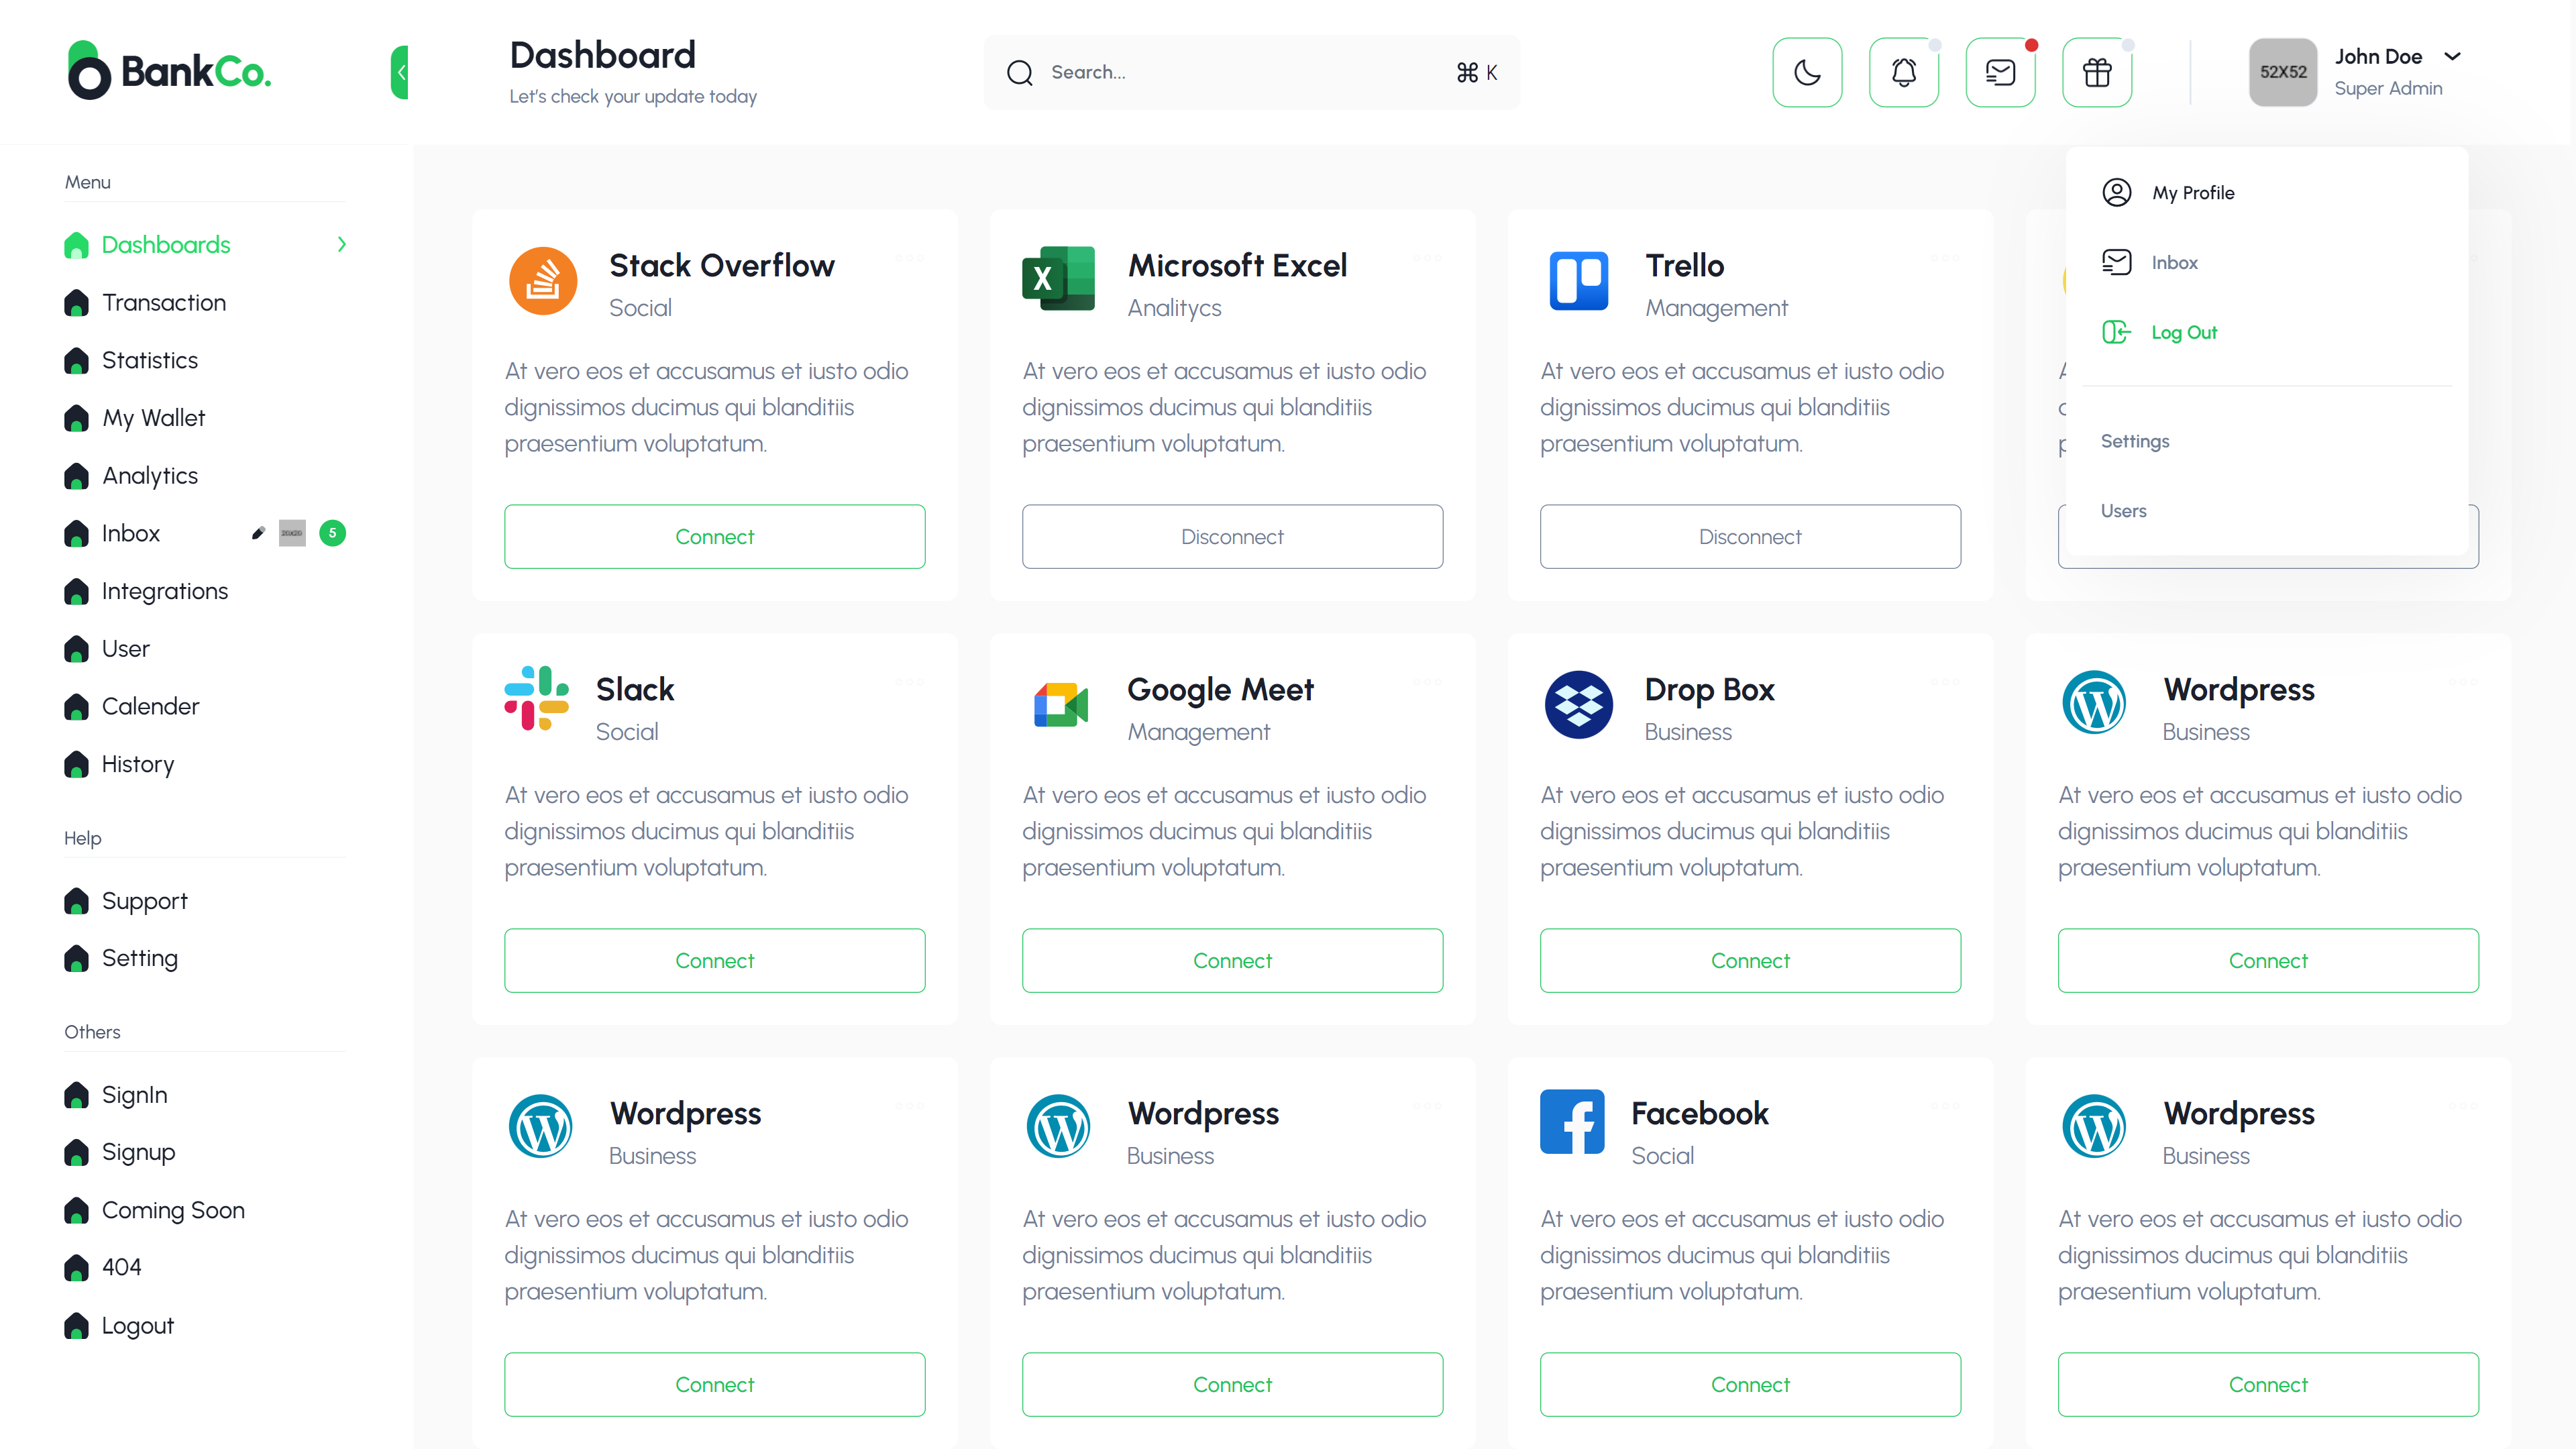 BankCo.
Dashboard
Let's check your update today
Search...
⌘ K
52X52
John Doe
Super Admin
Menu
Dashboards
Transaction
Statistics
My Wallet
Analytics
Inbox
5
Integrations
User
Calender
History
Help
Support
Setting
Others
SignIn
Signup
Coming Soon
404
Logout
My Profile
Inbox
Log Out
Settings
Users
Stack Overflow
Social
At vero eos et accusamus et iusto odio
dignissimos ducimus qui blanditiis
praesentium voluptatum.
Connect
Microsoft Excel
Analitycs
At vero eos et accusamus et iusto odio
dignissimos ducimus qui blanditiis
praesentium voluptatum.
Disconnect
Trello
Management
At vero eos et accusamus et iusto odio
dignissimos ducimus qui blanditiis
praesentium voluptatum.
Disconnect
Slack
Social
At vero eos et accusamus et iusto odio
dignissimos ducimus qui blanditiis
praesentium voluptatum.
Connect
Google Meet
Management
At vero eos et accusamus et iusto odio
dignissimos ducimus qui blanditiis
praesentium voluptatum.
Connect
Drop Box
Business
At vero eos et accusamus et iusto odio
dignissimos ducimus qui blanditiis
praesentium voluptatum.
Connect
Wordpress
Business
At vero eos et accusamus et iusto odio
dignissimos ducimus qui blanditiis
praesentium voluptatum.
Connect
Wordpress
Business
At vero eos et accusamus et iusto odio
dignissimos ducimus qui blanditiis
praesentium voluptatum.
Connect
Wordpress
Business
At vero eos et accusamus et iusto odio
dignissimos ducimus qui blanditiis
praesentium voluptatum.
Connect
Facebook
Social
At vero eos et accusamus et iusto odio
dignissimos ducimus qui blanditiis
praesentium voluptatum.
Connect
Wordpress
Business
At vero eos et accusamus et iusto odio
dignissimos ducimus qui blanditiis
praesentium voluptatum.
Connect